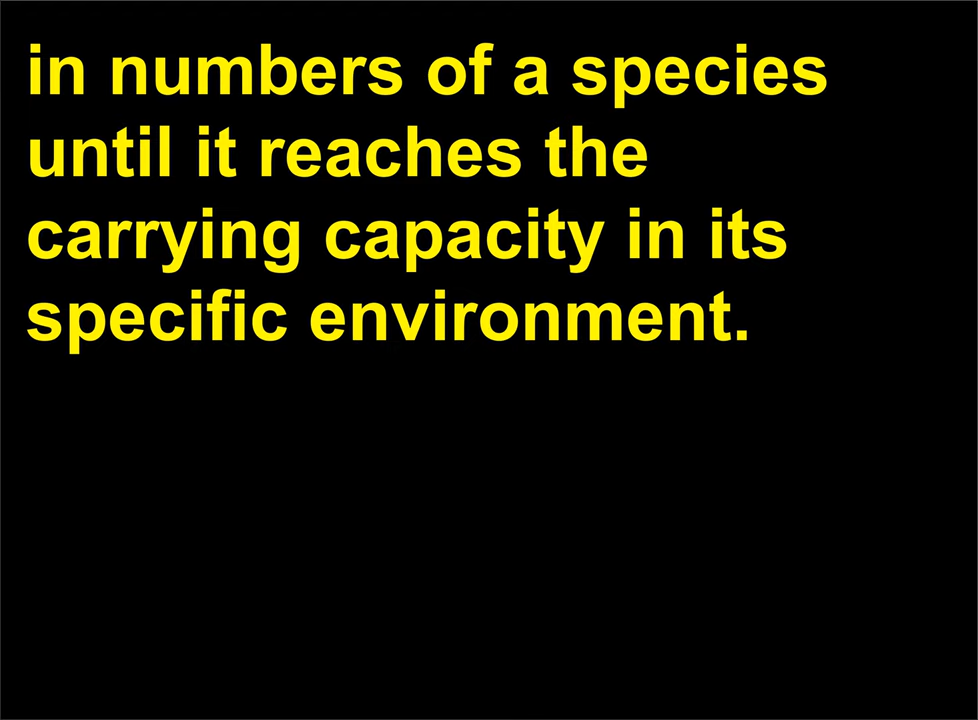 in numbers of a species
until it reaches the
carrying capacity in its
specific environment.